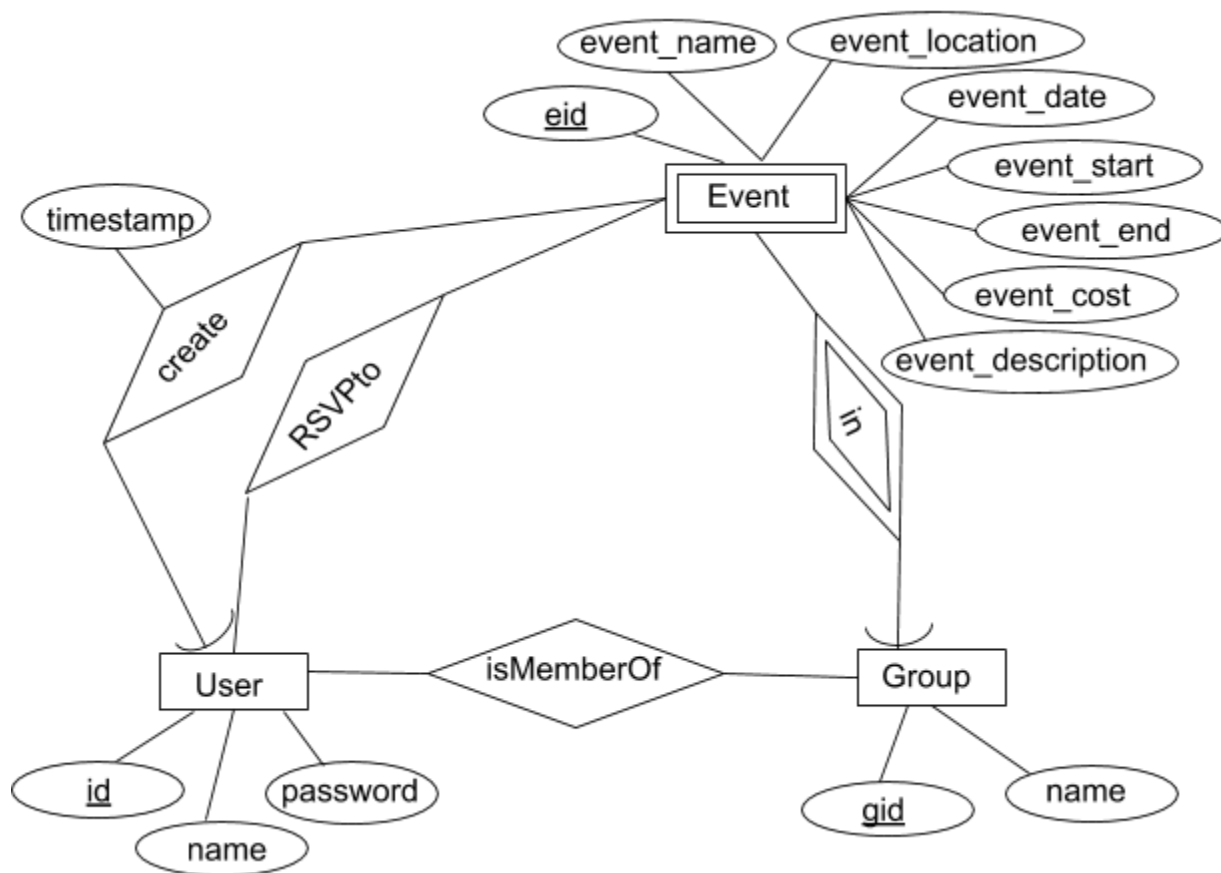 event_name
event_location
event_date
eid
event_start
Event
timestamp
event_end
event_cost
create
event_description
RSVPto
in
isMemberOf
User
Group
id
password
name
gid
name